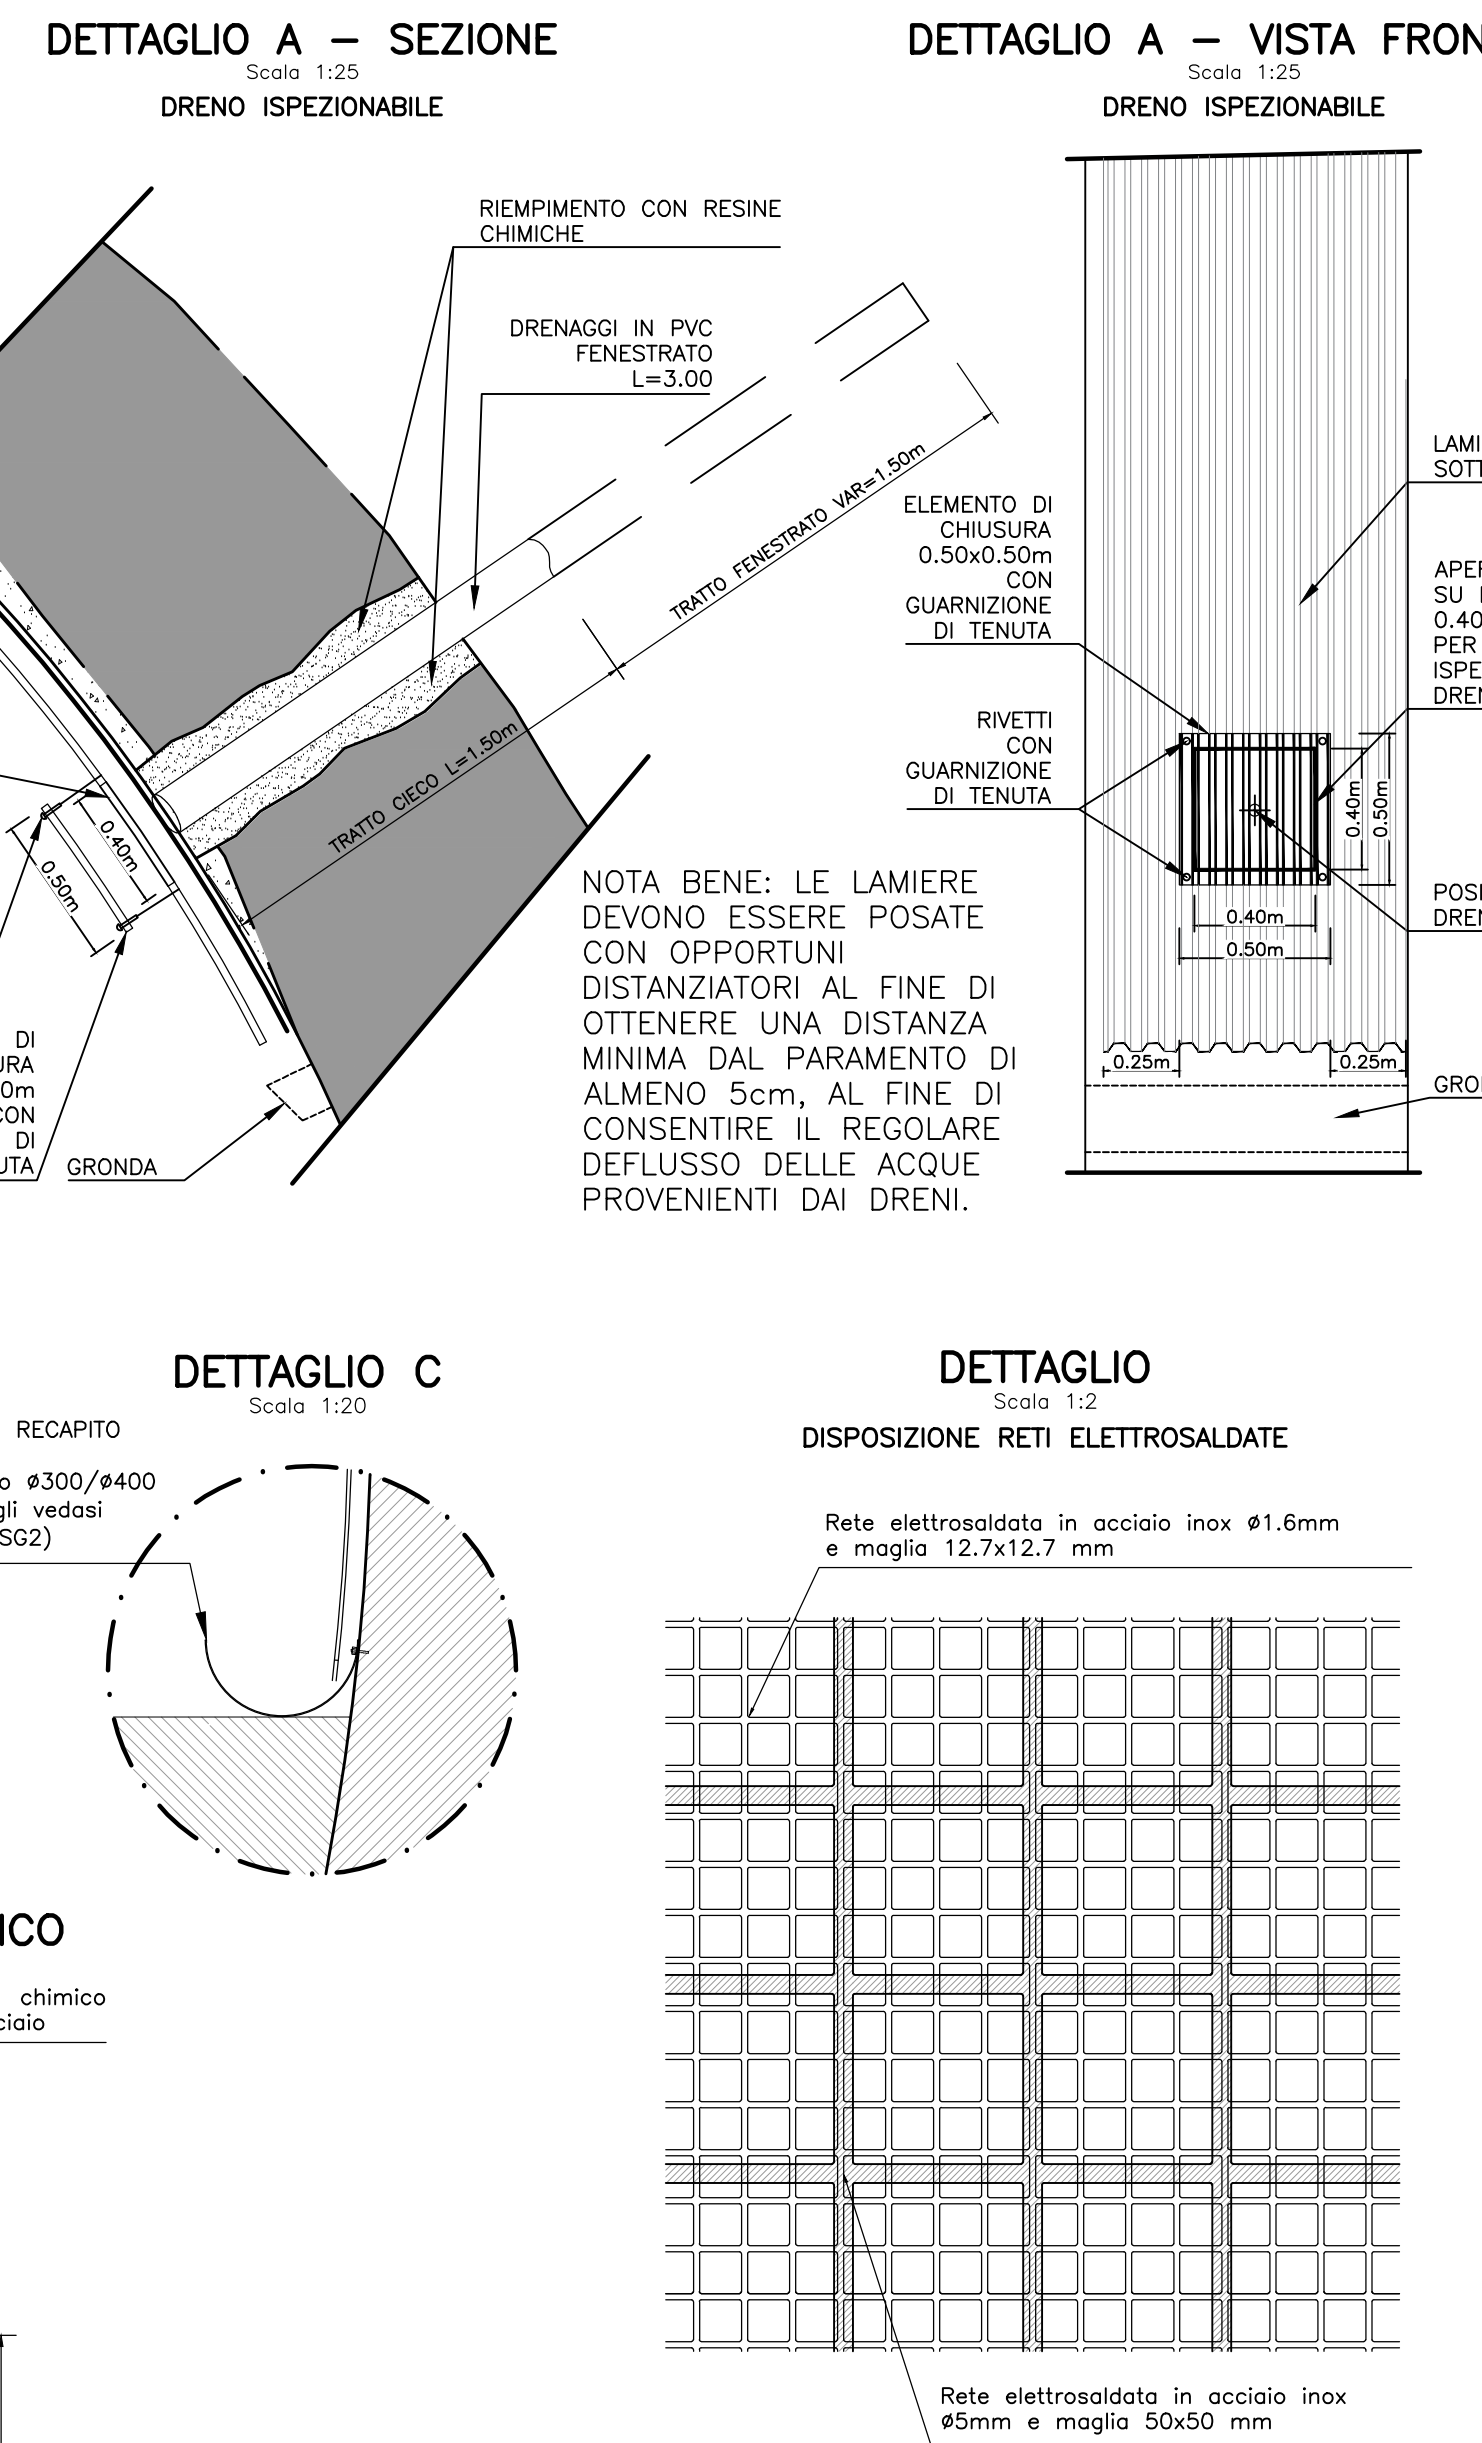 DETTAGLIO A – SEZIONE
Scala 1:25
DRENO ISPEZIONABILE
RIEMPIMENTO CON RESINE
CHIMICHE
DRENAGGI IN PVC
FENESTRATO
L=3.00
TRATTO FENESTRATO VAR=1.50m
TRATTO CIECO L=1.50m
0.40m
0.50m
DI
URA
0m
CON
DI
UTA
GRONDA
NOTA BENE: LE LAMIERE
DEVONO ESSERE POSATE
CON OPPORTUNI
DISTANZIATORI AL FINE DI
OTTENERE UNA DISTANZA
MINIMA DAL PARAMENTO DI
ALMENO 5cm, AL FINE DI
CONSENTIRE IL REGOLARE
DEFLUSSO DELLE ACQUE
PROVENIENTI DAI DRENI.
DETTAGLIO A – VISTA FRON
Scala 1:25
DRENO ISPEZIONABILE
ELEMENTO DI
CHIUSURA
0.50x0.50m
CON
GUARNIZIONE
DI TENUTA
RIVETTI
CON
GUARNIZIONE
DI TENUTA
LAMI
SOTT
APER
SU
0.40
PER
ISPE
DREN
0.40m
0.50m
0.40m
0.50m
POSI
DREN
0.25m
0.25m
GRON
DETTAGLIO C
Scala 1:20
RECAPITO
o ø300/ø400
gli vedasi
SG2)
ICO
chimico
ciaio
DETTAGLIO
Scala 1:2
DISPOSIZIONE RETI ELETTROSALDATE
Rete elettrosaldata in acciaio inox Ø1.6mm
e maglia 12.7x12.7 mm
Rete elettrosaldata in acciaio inox
Ø5mm e maglia 50x50 mm